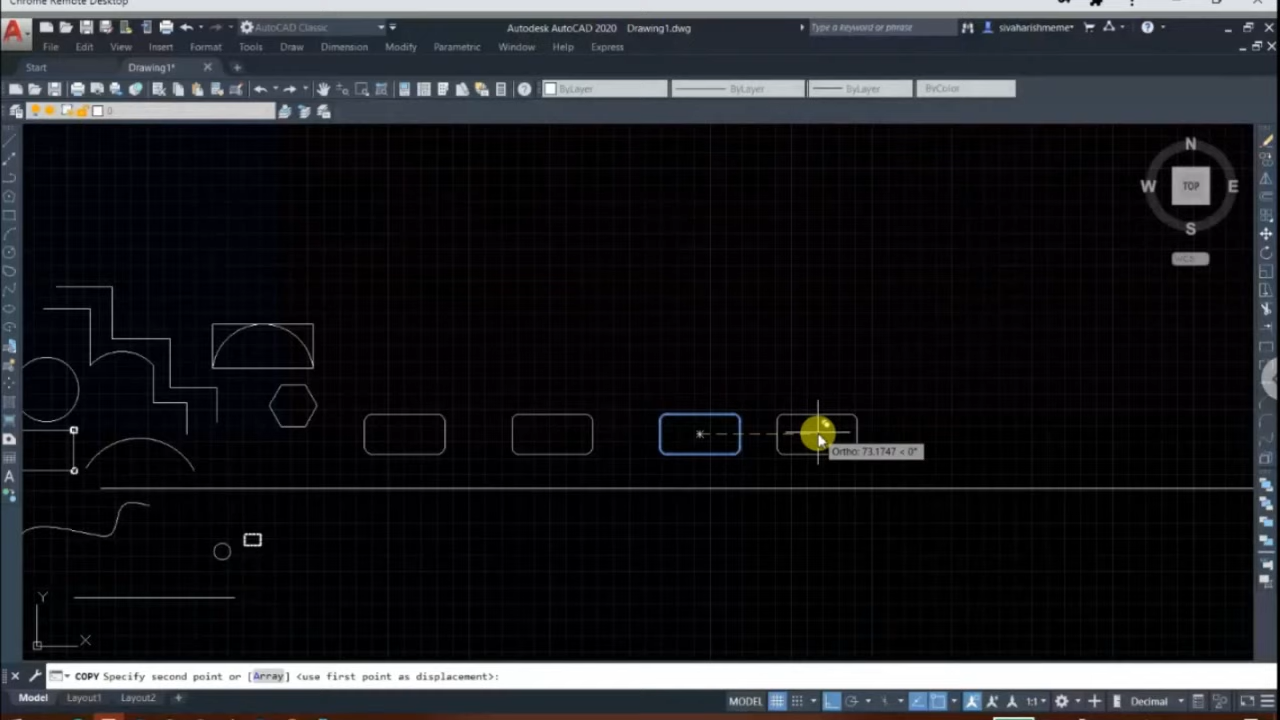 Chrome Remote Desktop
AutoCAD Classic
Autodesk AutoCAD 2020 Drawing1.dwg
Type a keyword or phrase
sivaharishmeme
File Edit View Insert Format Tools Draw Dimension Modify Parametric Window Help Express
Start Drawing1*
ByLayer ByLayer ByLayer ByColor
0
N
W TOP E
S
Ortho: 73.1747 < 0°
A
Y
X
COPY Specify second point or [Array] <use first point as displacement>:
Model Layout1 Layout2 +
MODEL 1:1 Decimal